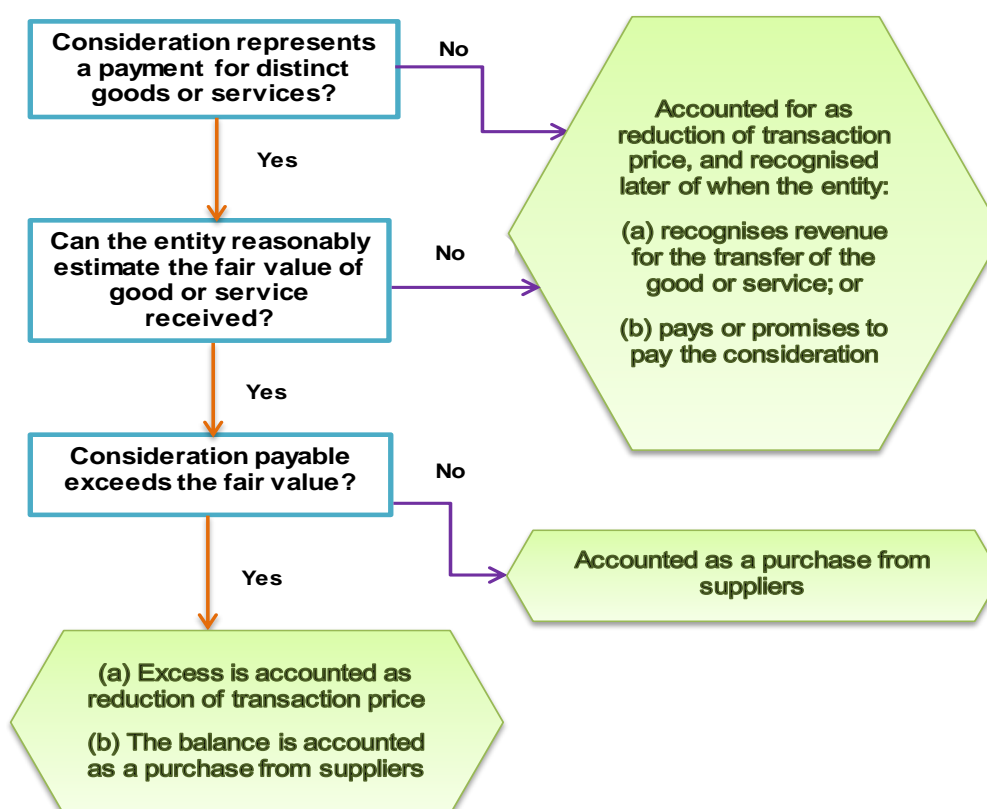 Consideration represents
a payment for distinct
goods or services?
No
Accounted for as
reduction of transaction
price, and recognised
later of when the entity:
(a) recognises revenue
for the transfer of the
good or service; or
(b) pays or promises to
pay the consideration
Yes
Can the entity reasonably
estimate the fair value of
good or service
received?
No
Yes
Consideration payable
exceeds the fair value?
No
Accounted as a purchase from
suppliers
Yes
(a) Excess is accounted as
reduction of transaction price
(b) The balance is accounted
as a purchase from suppliers